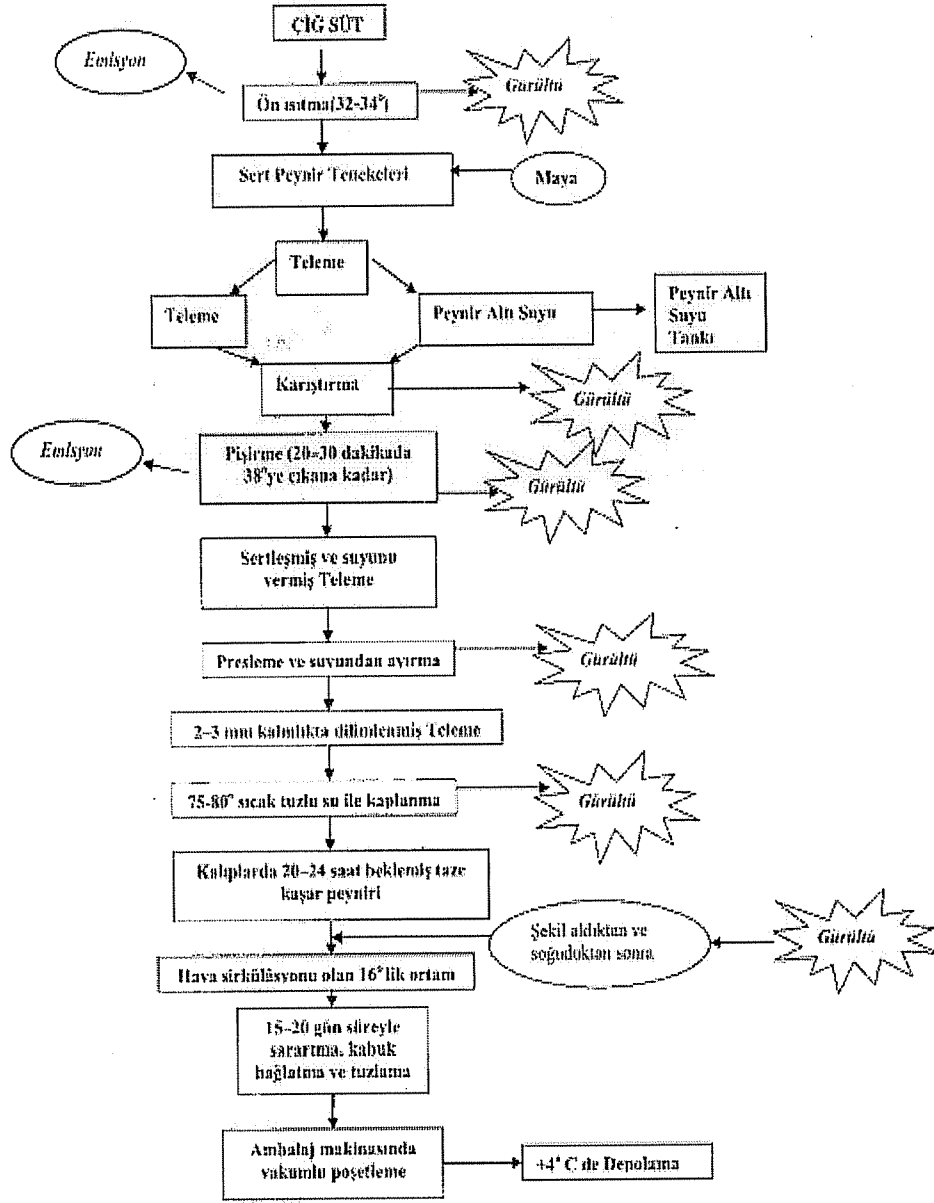 ÇİĞ SÜT
Emisyon
Gürültü
Ön ısıtma(32-34°)
Sert Peynir Tenekeleri
Maya
Teleme
Teleme
Peynir Altı Suyu
Peynir Altı
Suyu
Tankı
Karıştırma
Gürültü
Emisyon
Pişirme (20–30 dakikada
38°ye çıkana kadar)
Gürültü
Sertleşmiş ve suyunu
vermiş Teleme
Presleme ve suyundan ayırma
Gürültü
2–3 mm kalınlıkta dilimlenmiş Teleme
75-80° sıcak tuzlu su ile kaplanma
Gürültü
Kalıplarda 20–24 saat beklemiş taze
kaşar peyniri
Şekil aldıktan ve
soğuduktan sonra
Gürültü
Hava sirkülâsyonu olan 16° lik ortam
15–20 gün süreyle
sarartma, kabuk
bağlatma ve tuzlama
Ambalaj makinasında
vakumlu poşetleme
+4° C de Depolama